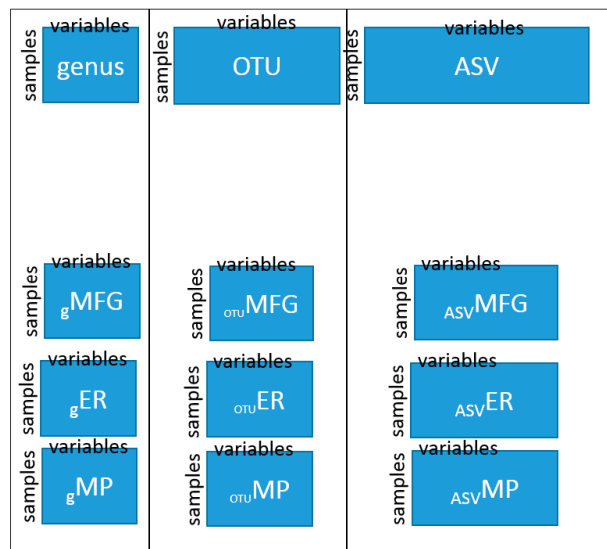 variables
samples
genus
variables
samples
OTU
variables
samples
ASV
variables
samples
gMFG
variables
samples
OTUMFG
variables
samples
ASVMFG
variables
samples
gER
variables
samples
OTUER
variables
samples
ASVER
variables
samples
gMP
variables
samples
OTUMP
variables
samples
ASVMP